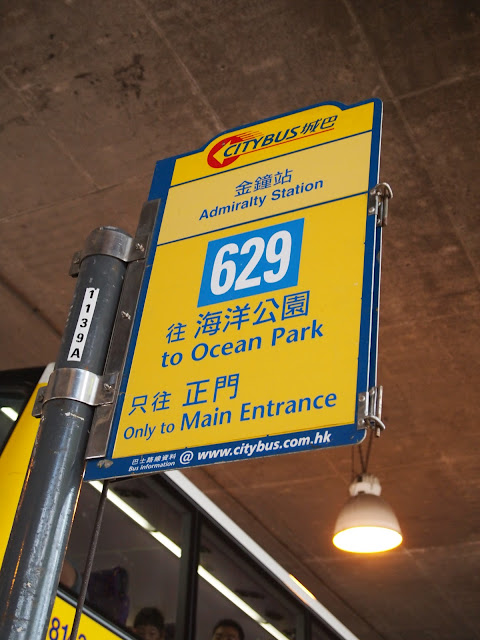 CITYBUS城巴
金鐘站
Admiralty Station
629
往 海洋公園
to Ocean Park
只往 正門
Only to Main Entrance
巴士路線資料
Bus Information @ www.citybus.com.hk
1139A